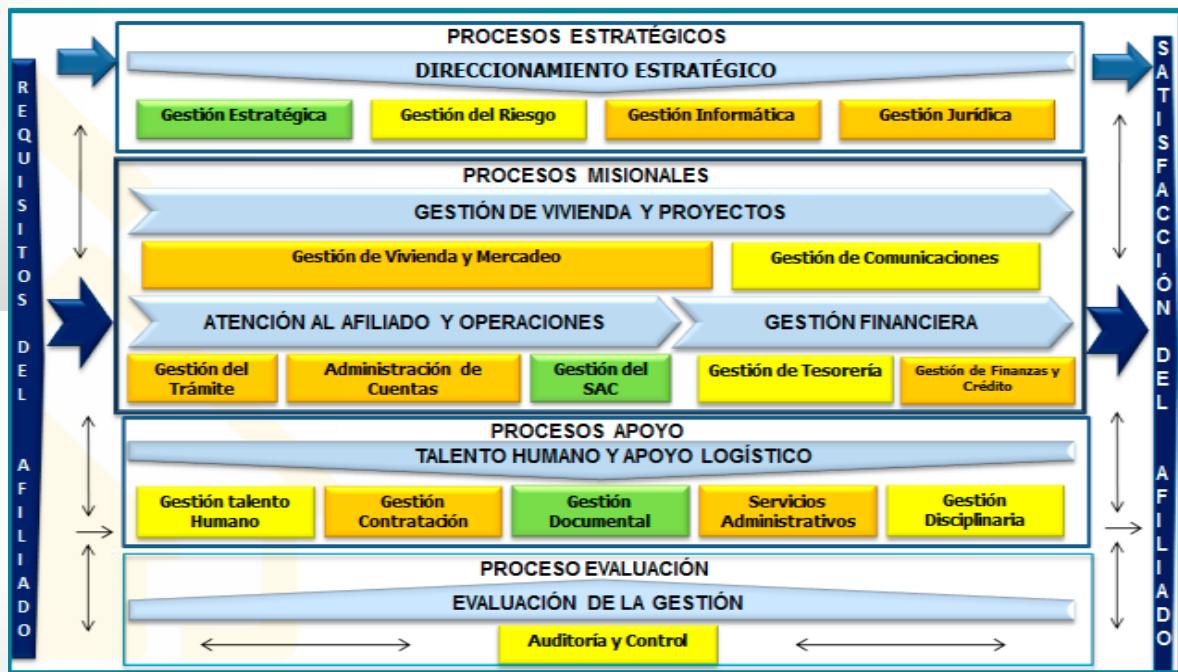 PROCESOS ESTRATÉGICOS
DIRECCIONAMIENTO ESTRATÉGICO
Gestión Estratégica
Gestión del Riesgo
Gestión Informática
Gestión Jurídica
REQUISITOS DEL AFILIADO
PROCESOS MISIONALES
GESTIÓN DE VIVIENDA Y PROYECTOS
Gestión de Vivienda y Mercadeo
Gestión de Comunicaciones
ATENCIÓN AL AFILIADO Y OPERACIONES
GESTIÓN FINANCIERA
Gestión del
Trámite
Administración de
Cuentas
Gestión del
SAC
Gestión de Tesorería
Gestión de Finanzas y
Crédito
PROCESOS APOYO
TALENTO HUMANO Y APOYO LOGÍSTICO
Gestión talento
Humano
Gestión
Contratación
Gestión
Documental
Servicios
Administrativos
Gestión
Disciplinaria
PROCESO EVALUACIÓN
EVALUACIÓN DE LA GESTIÓN
Auditoría y Control
SATISFACCIÓN DEL AFILIADO